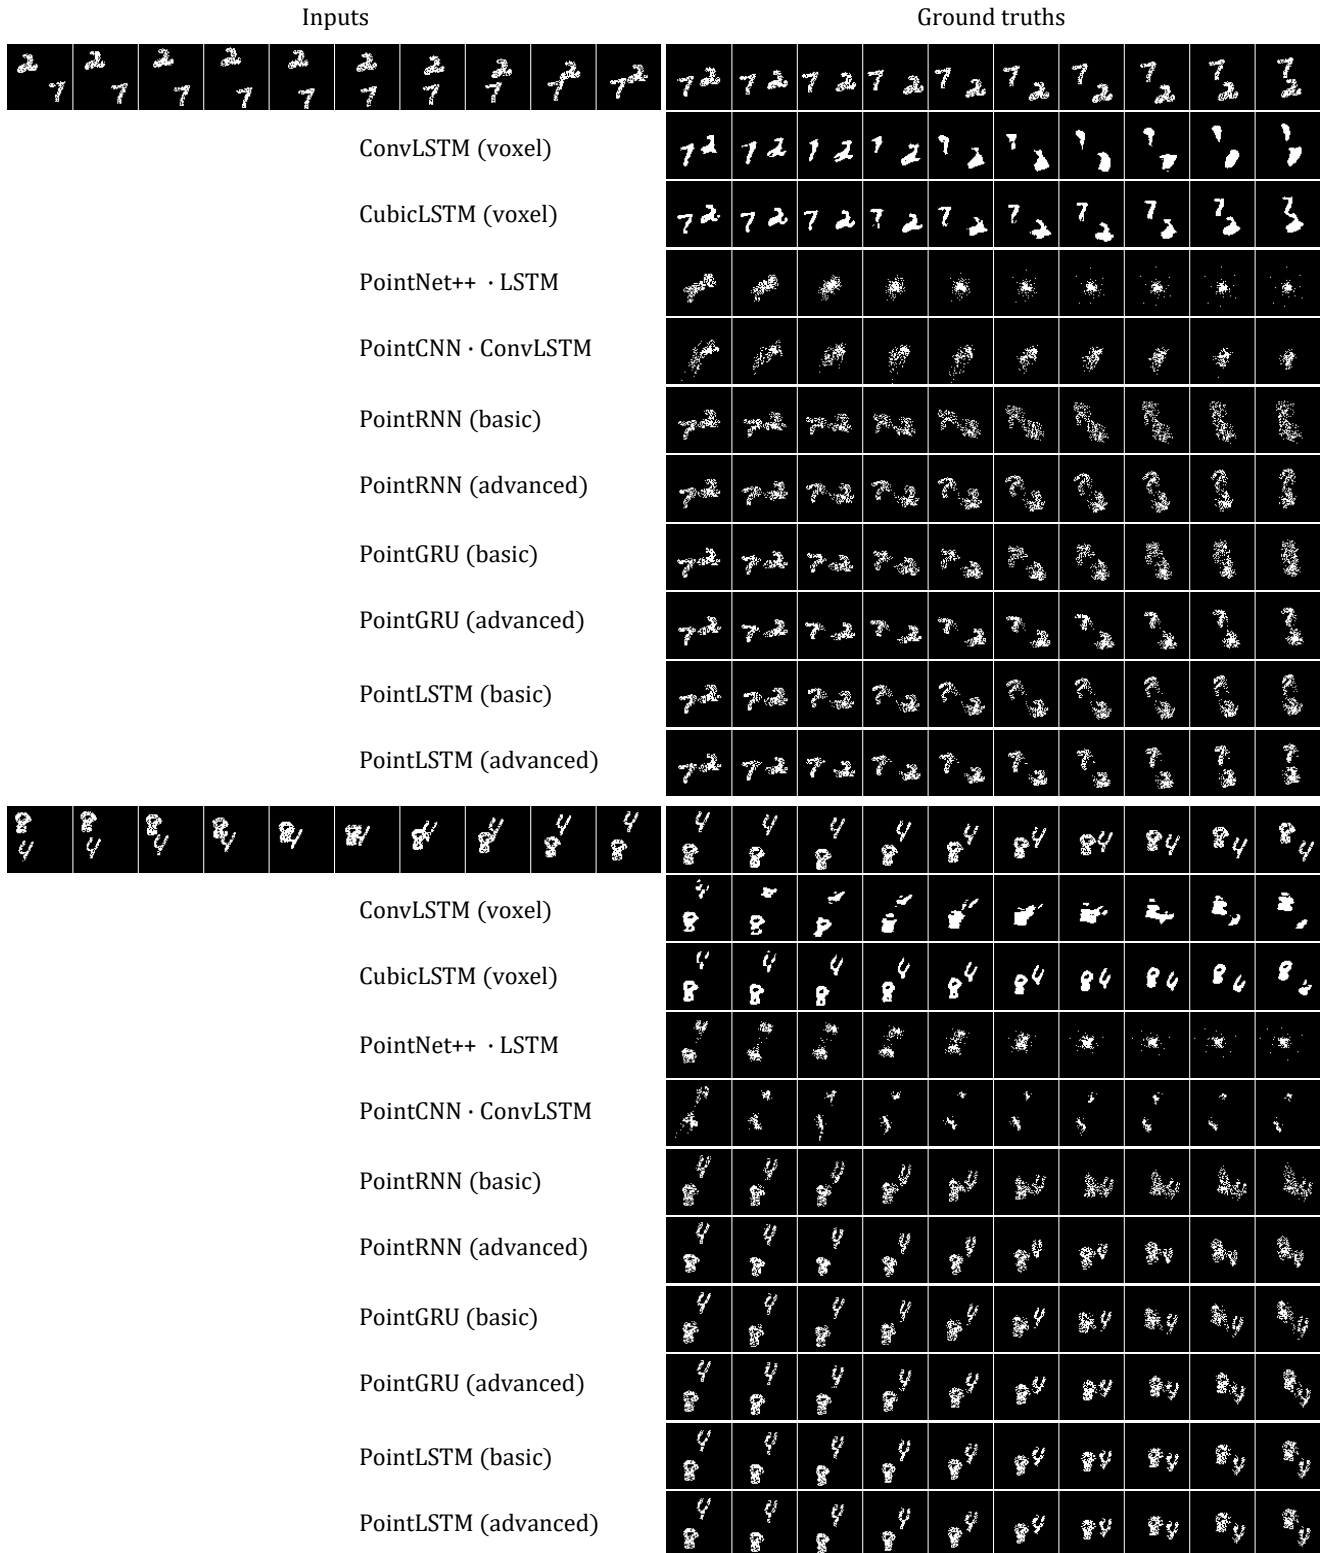 Inputs Ground truths
ConvLSTM (voxel)
CubicLSTM (voxel)
PointNet++ · LSTM
PointCNN · ConvLSTM
PointRNN (basic)
PointRNN (advanced)
PointGRU (basic)
PointGRU (advanced)
PointLSTM (basic)
PointLSTM (advanced)
ConvLSTM (voxel)
CubicLSTM (voxel)
PointNet++ · LSTM
PointCNN · ConvLSTM
PointRNN (basic)
PointRNN (advanced)
PointGRU (basic)
PointGRU (advanced)
PointLSTM (basic)
PointLSTM (advanced)